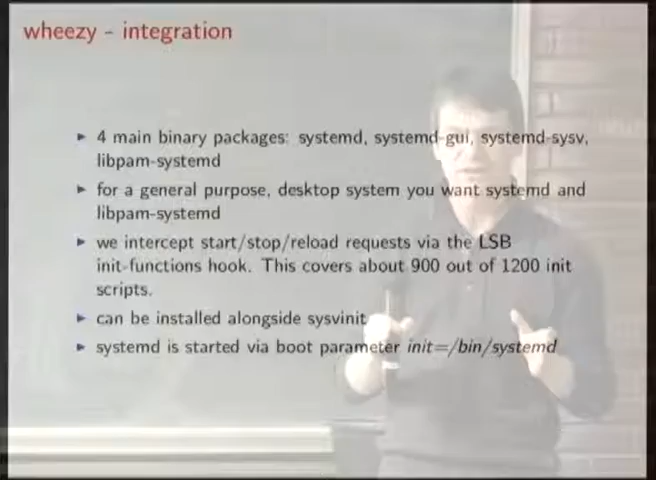 wheezy – integration
▶ 4 main binary packages: systemd, systemd-gui, systemd-sysv,
libpam-systemd
▶ for a general purpose, desktop system you want systemd and
libpam-systemd
▶ we intercept start/stop/reload requests via the LSB
init-functions hook. This covers about 900 out of 1200 init
scripts.
▶ can be installed alongside sysvinit
▶ systemd is started via boot parameter init=/bin/systemd